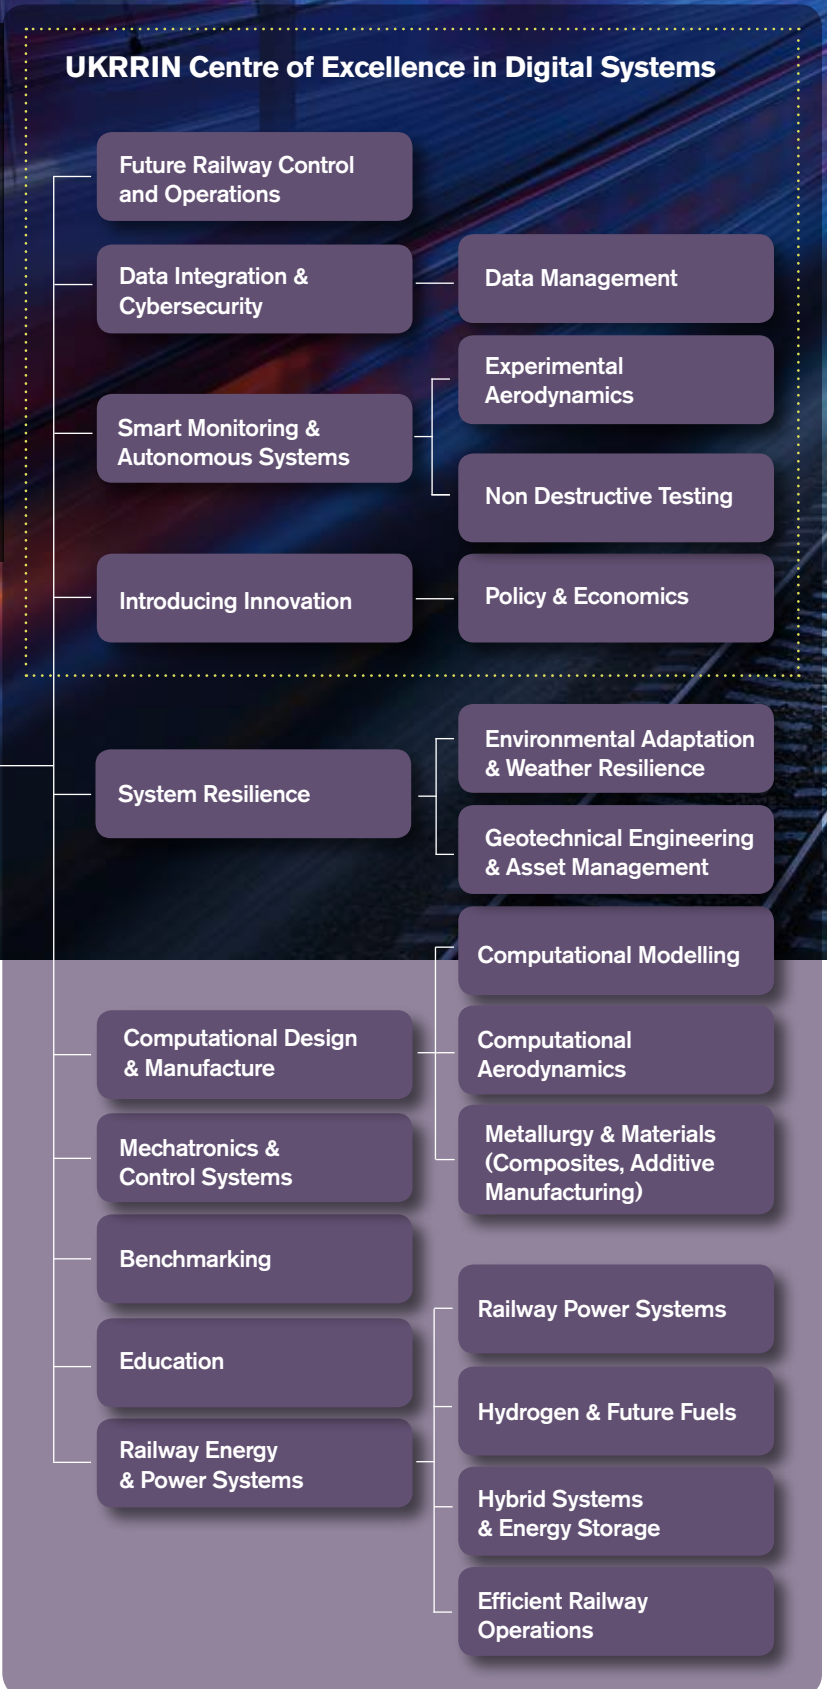 UKRRIN Centre of Excellence in Digital Systems
Future Railway Control
and Operations
Data Integration &
Cybersecurity
Data Management
Smart Monitoring &
Autonomous Systems
Experimental
Aerodynamics
Non Destructive Testing
Introducing Innovation
Policy & Economics
System Resilience
Environmental Adaptation
& Weather Resilience
Geotechnical Engineering
& Asset Management
Computational Design
& Manufacture
Computational Modelling
Computational
Aerodynamics
Metallurgy & Materials
(Composites, Additive
Manufacturing)
Mechatronics &
Control Systems
Benchmarking
Education
Railway Energy
& Power Systems
Railway Power Systems
Hydrogen & Future Fuels
Hybrid Systems
& Energy Storage
Efficient Railway
Operations